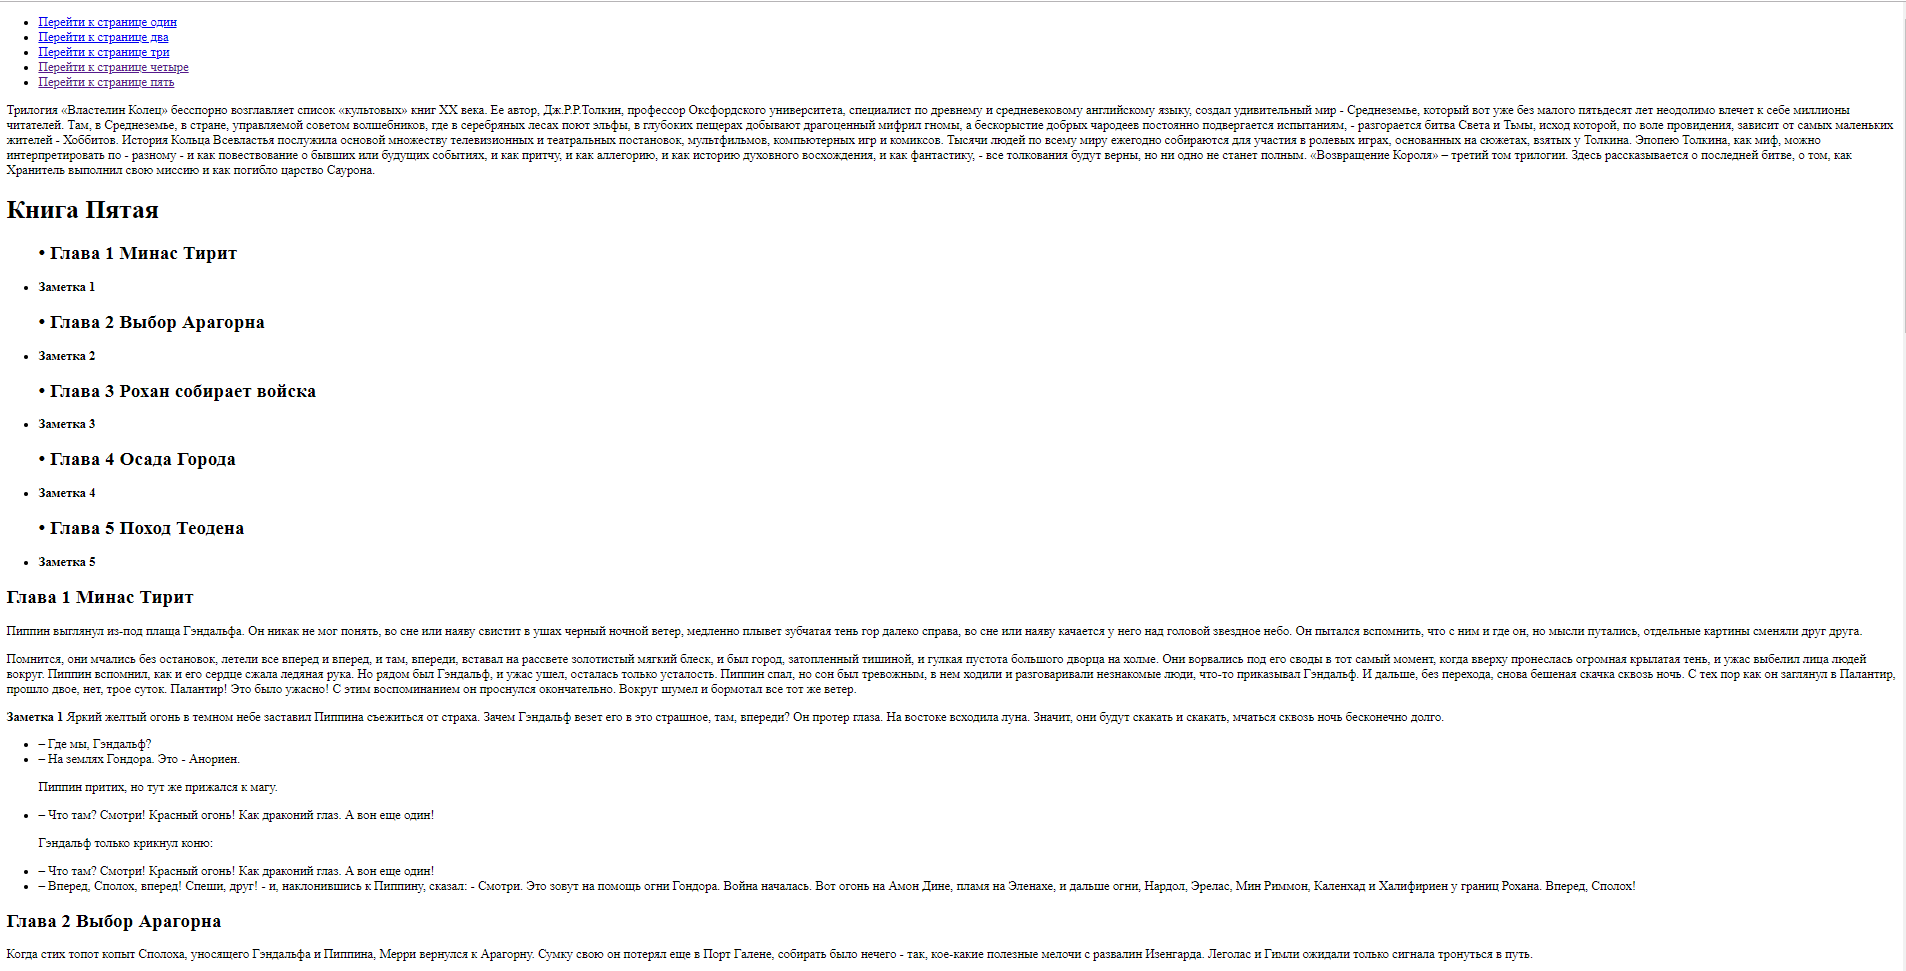 • Перейти к странице один
• Перейти к странице два
• Перейти к странице три
• Перейти к странице четыре
• Перейти к странице пять
Трилогия «Властелин Колец» бесспорно возглавляет список «культовых» книг XX века. Ее автор, Дж.Р.Р.Толкин, профессор Оксфордского университета, специалист по древнему и средневековому английскому языку, создал удивительный мир - Среднеземье, который вот уже без малого пятьдесят лет неодолимо влечет к себе миллионы
читателей. Там, в Среднеземье, в стране, управляемой советом волшебников, где в серебряных лесах поют эльфы, в глубоких пещерах добывают драгоценный мифрил гномы, а бескорыстие добрых чародеев постоянно подвергается испытаниям, - разгорается битва Света и Тьмы, исход которой, по воле провидения, зависит от самых маленьких
жителей - Хоббитов. История Кольца Всевластья послужила основой множеству телевизионных и театральных постановок, мультфильмов, компьютерных игр и комиксов. Тысячи людей по всему миру ежегодно собираются для участия в ролевых играх, основанных на сюжетах, взятых у Толкина. Эпопею Толкина, как миф, можно
интерпретировать по - разному - и как повествование о бывших или будущих событиях, и как притчу, и как аллегорию, и как историю духовного восхождения, и как фантастику, - все толкования будут верны, но ни одно не станет полным. «Возвращение Короля» – третий том трилогии. Здесь рассказывается о последней битве, о том, как
Хранитель выполнил свою миссию и как погибло царство Саурона.
Книга Пятая
• Глава 1 Минас Тирит
• Заметка 1
• Глава 2 Выбор Арагорна
• Заметка 2
• Глава 3 Рохан собирает войска
• Заметка 3
• Глава 4 Осада Города
• Заметка 4
• Глава 5 Поход Теодена
• Заметка 5
Глава 1 Минас Тирит
Пиппин выглянул из-под плаща Гэндальфа. Он никак не мог понять, во сне или наяву свистит в ушах черный ночной ветер, медленно плывет зубчатая тень гор далеко справа, во сне или наяву качается у него над головой звездное небо. Он пытался вспомнить, что с ним и где он, но мысли путались, отдельные картины сменяли друг друга.
Помнится, они мчались без остановок, летели все вперед и вперед, и там, впереди, вставал на рассвете золотистый мягкий блеск, и был город, затопленный тишиной, и гулкая пустота большого дворца на холме. Они ворвались под его своды в тот самый момент, когда вверху пронеслась огромная крылатая тень, и ужас выбелил лица людей
вокруг. Пиппин вспомнил, как и его сердце сжала ледяная рука. Но рядом был Гэндальф, и ужас ушел, осталась только усталость. Пиппин спал, но сон был тревожным, в нем ходили и разговаривали незнакомые люди, что-то приказывал Гэндальф. И дальше, без перехода, снова бешеная скачка сквозь ночь. С тех пор как он заглянул в Палантир,
прошло двое, нет, трое суток. Палантир! Это было ужасно! С этим воспоминанием он проснулся окончательно. Вокруг шумел и бормотал все тот же ветер.
Заметка 1 Яркий желтый огонь в темном небе заставил Пиппина съежиться от страха. Зачем Гэндальф везет его в это страшное, там, впереди? Он протер глаза. На востоке всходила луна. Значит, они будут скакать и скакать, мчаться сквозь ночь бесконечно долго.
• – Где мы, Гэндальф?
• – На землях Гондора. Это - Анориен.
Пиппин притих, но тут же прижался к магу.
• – Что там? Смотри! Красный огонь! Как драконий глаз. А вон еще один!
Гэндальф только крикнул коню:
• – Что там? Смотри! Красный огонь! Как драконий глаз. А вон еще один!
• – Вперед, Сполох, вперед! Спеши, друг! - и, наклонившись к Пиппину, сказал: - Смотри. Это зовут на помощь огни Гондора. Война началась. Вот огонь на Амон Дине, пламя на Эленахе, и дальше огни, Нардол, Эрелас, Мин Риммон, Каленхад и Халифириен у границ Рохана. Вперед, Сполох!
Глава 2 Выбор Арагорна
Когда стих топот копыт Сполоха, уносящего Гэндальфа и Пиппина, Мерри вернулся к Арагорну. Сумку свою он потерял еще в Порт Галене, собирать было нечего - так, кое-какие полезные мелочи с развалин Изенгарда. Леголас и Гимли ожидали только сигнала тронуться в путь.